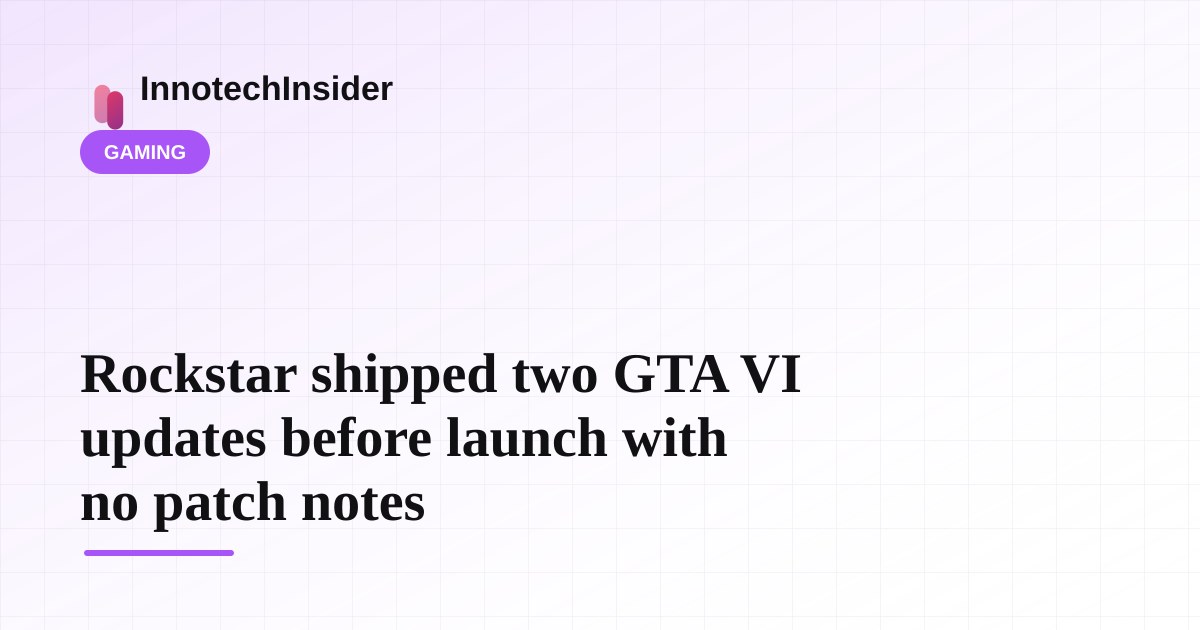 InnotechInsider
GAMING
Rockstar shipped two GTA VI
updates before launch with
no patch notes